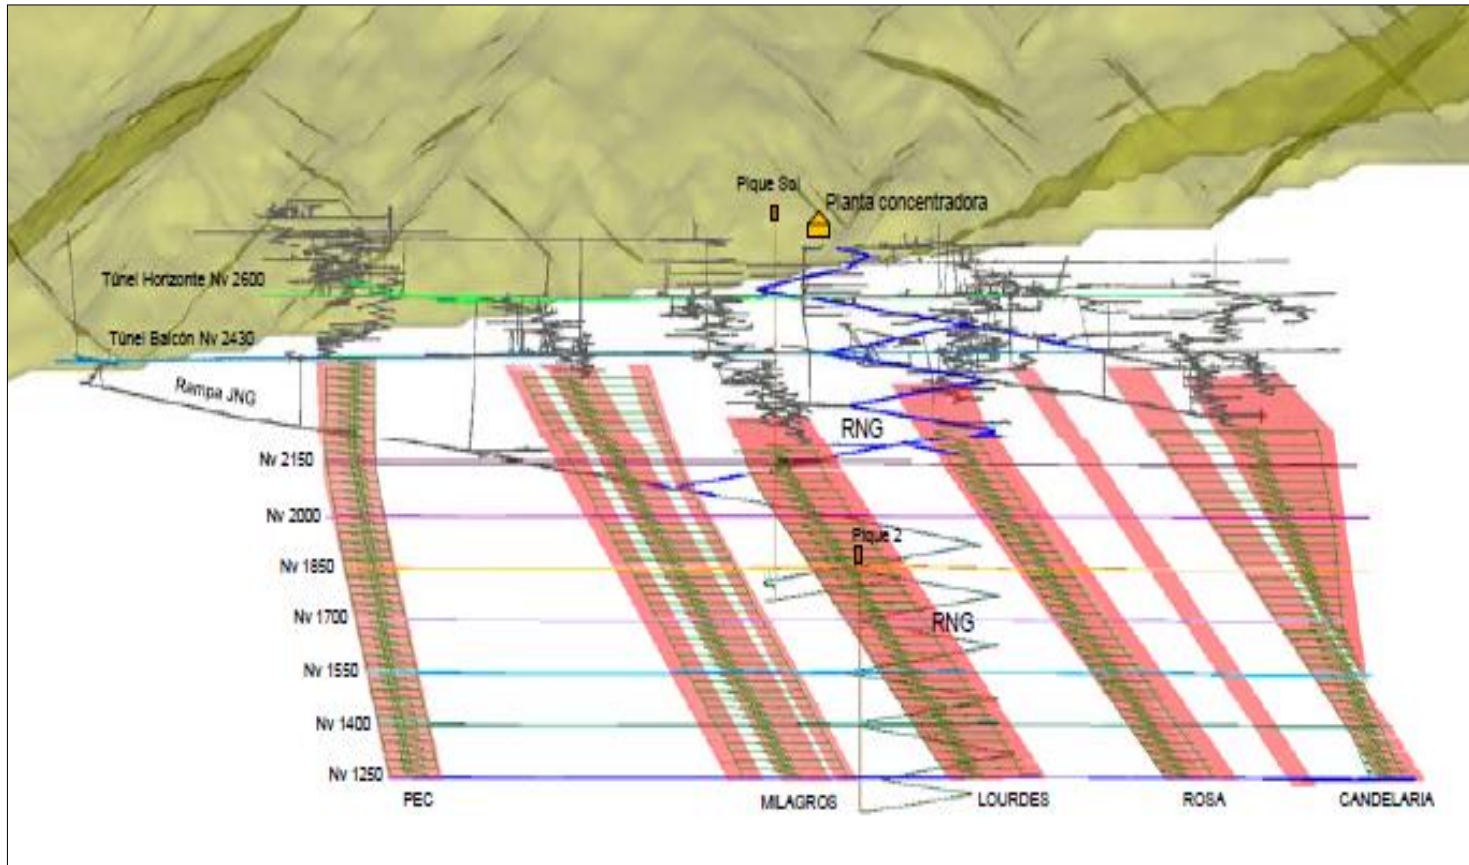 Pique Sol
Planta concentradora
Túnel Horizonte Nv 2600
Túnel Balcón Nv 2430
Rampa JNG
RNG
Nv 2150
Nv 2000
Pique 2
Nv 1850
Nv 1700
RNG
Nv 1550
Nv 1400
Nv 1250
PEC
MILAGROS
LOURDES
ROSA
CANDELARIA